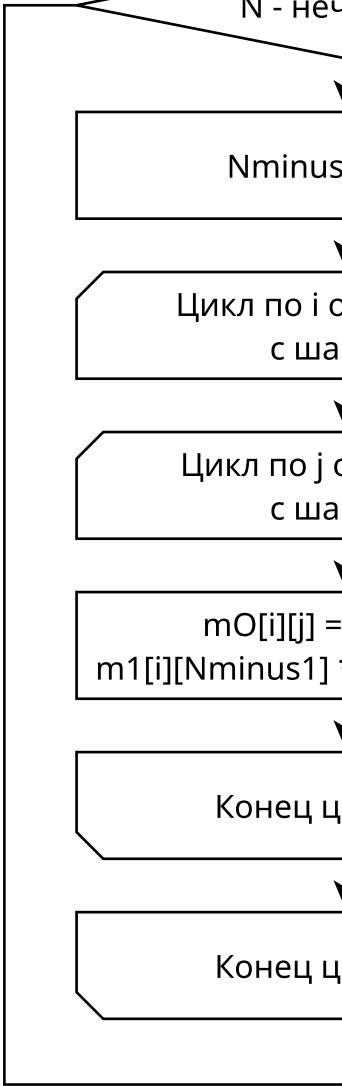 N - неч
Nminus
Цикл по i о
с ша
Цикл по j о
с ша
mO[i][j] =
m1[i][Nminus1] *
Конец ц
Конец ц